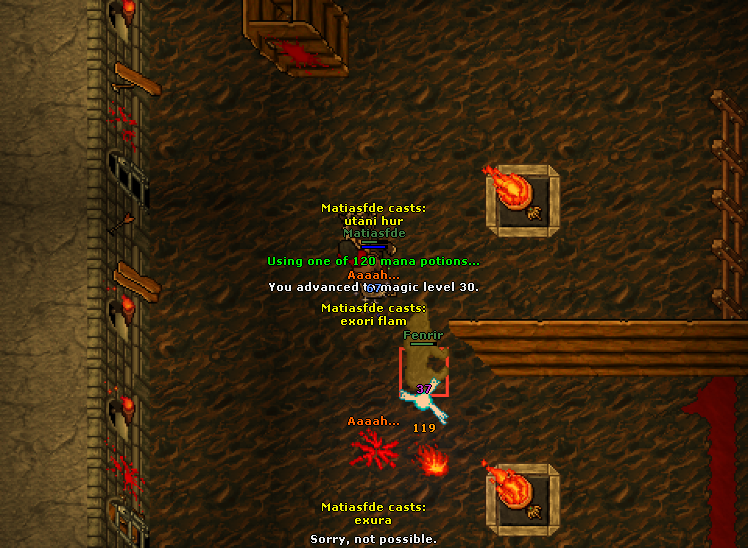 Matiasfde casts:
utani hur
Matiasfde
Using one of 120 mana potions...
Aaaah...
You advanced to magic level 30.
67
Matiasfde casts:
exori flam
Fenrir
37
Aaaah...
119
Matiasfde casts:
exura
Sorry, not possible.